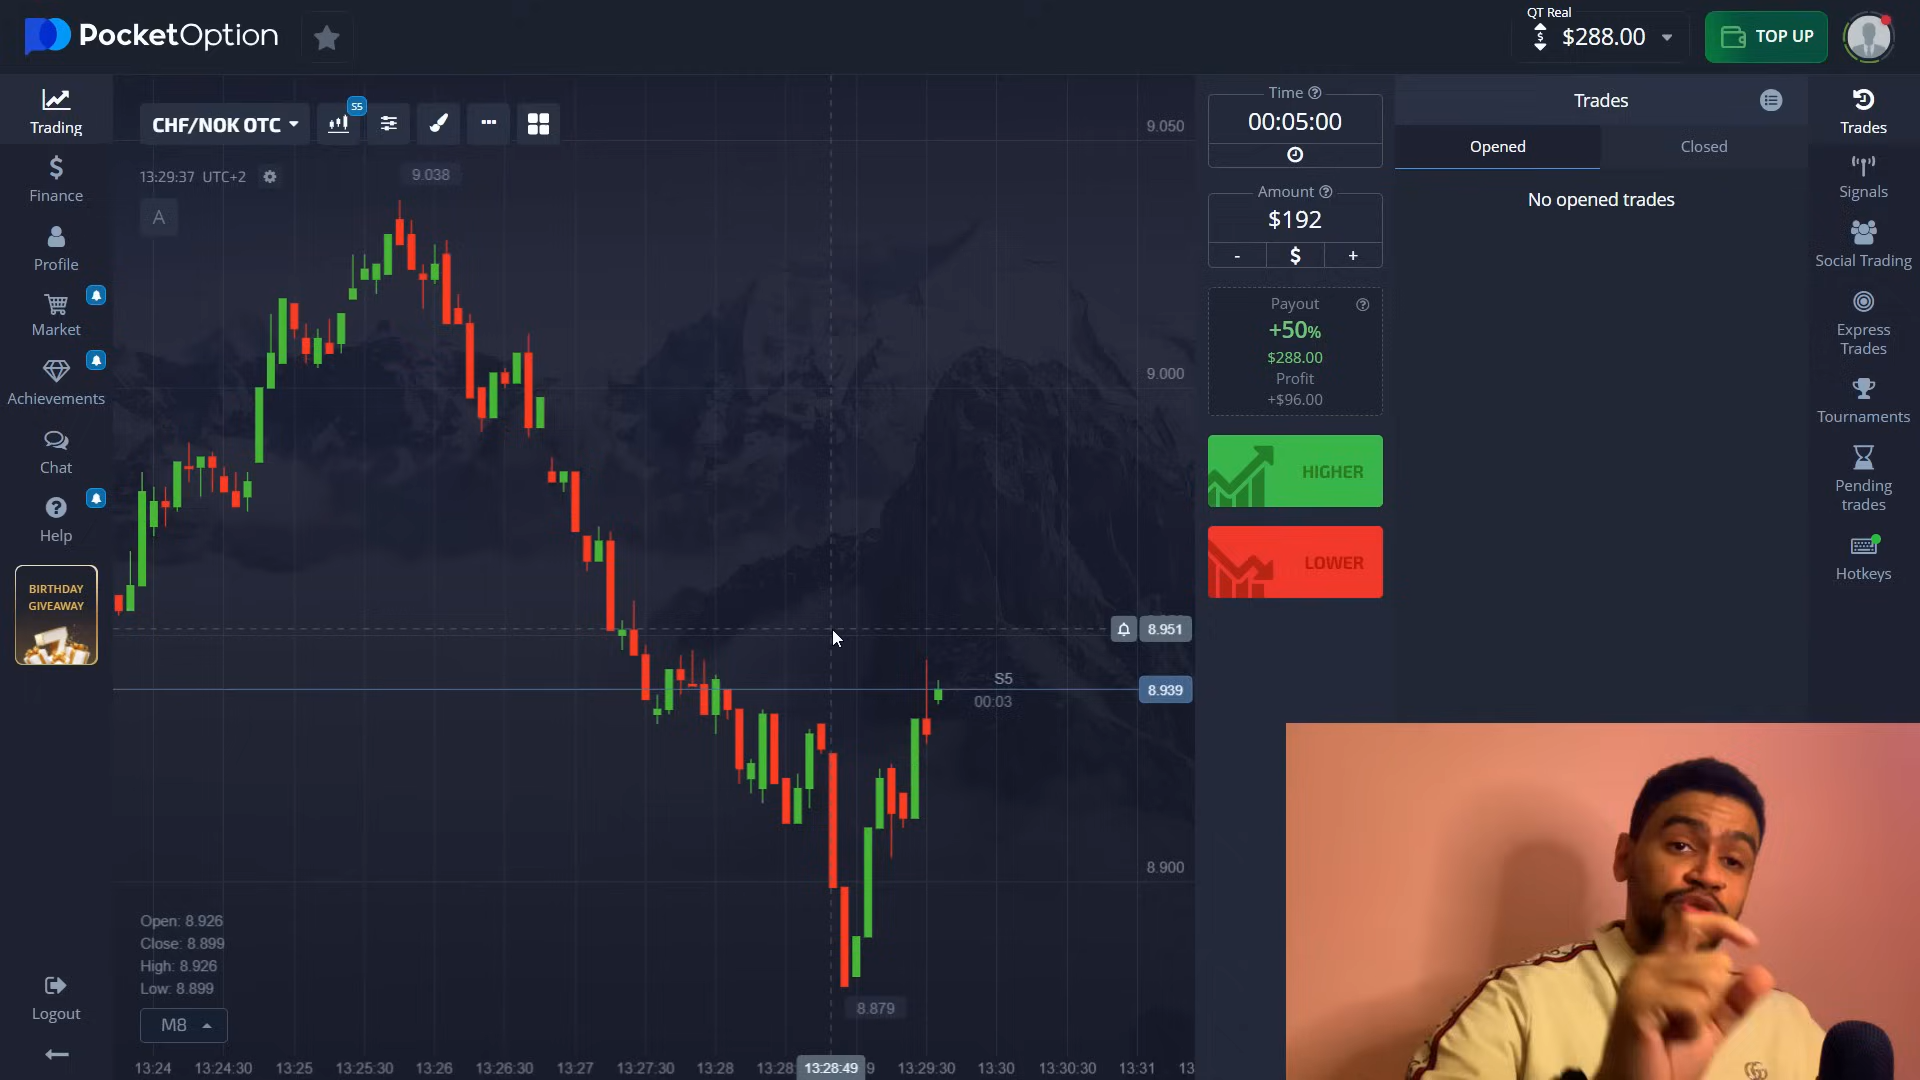 PocketOption
QT Real
$288.00
TOP UP
Trading
Finance
Profile
Market
Achievements
Chat
Help
BIRTHDAY
GIVEAWAY
Logout
CHF/NOK OTC
S5
13:29:37 UTC+2
A
9.038
9.050
9.000
8.951
8.939
S5
00:03
8.900
8.879
Open: 8.926
Close: 8.899
High: 8.926
Low: 8.899
M8
13:24
13:24:30
13:25
13:25:30
13:26
13:26:30
13:27
13:27:30
13:28
13:28:49
13:29:30
13:30
13:30:30
13:31
Time
00:05:00
Amount
$192
-
$
+
Payout
+50%
$288.00
Profit
+$96.00
HIGHER
LOWER
Trades
Opened
Closed
No opened trades
Trades
Signals
Social Trading
Express
Trades
Tournaments
Pending
trades
Hotkeys